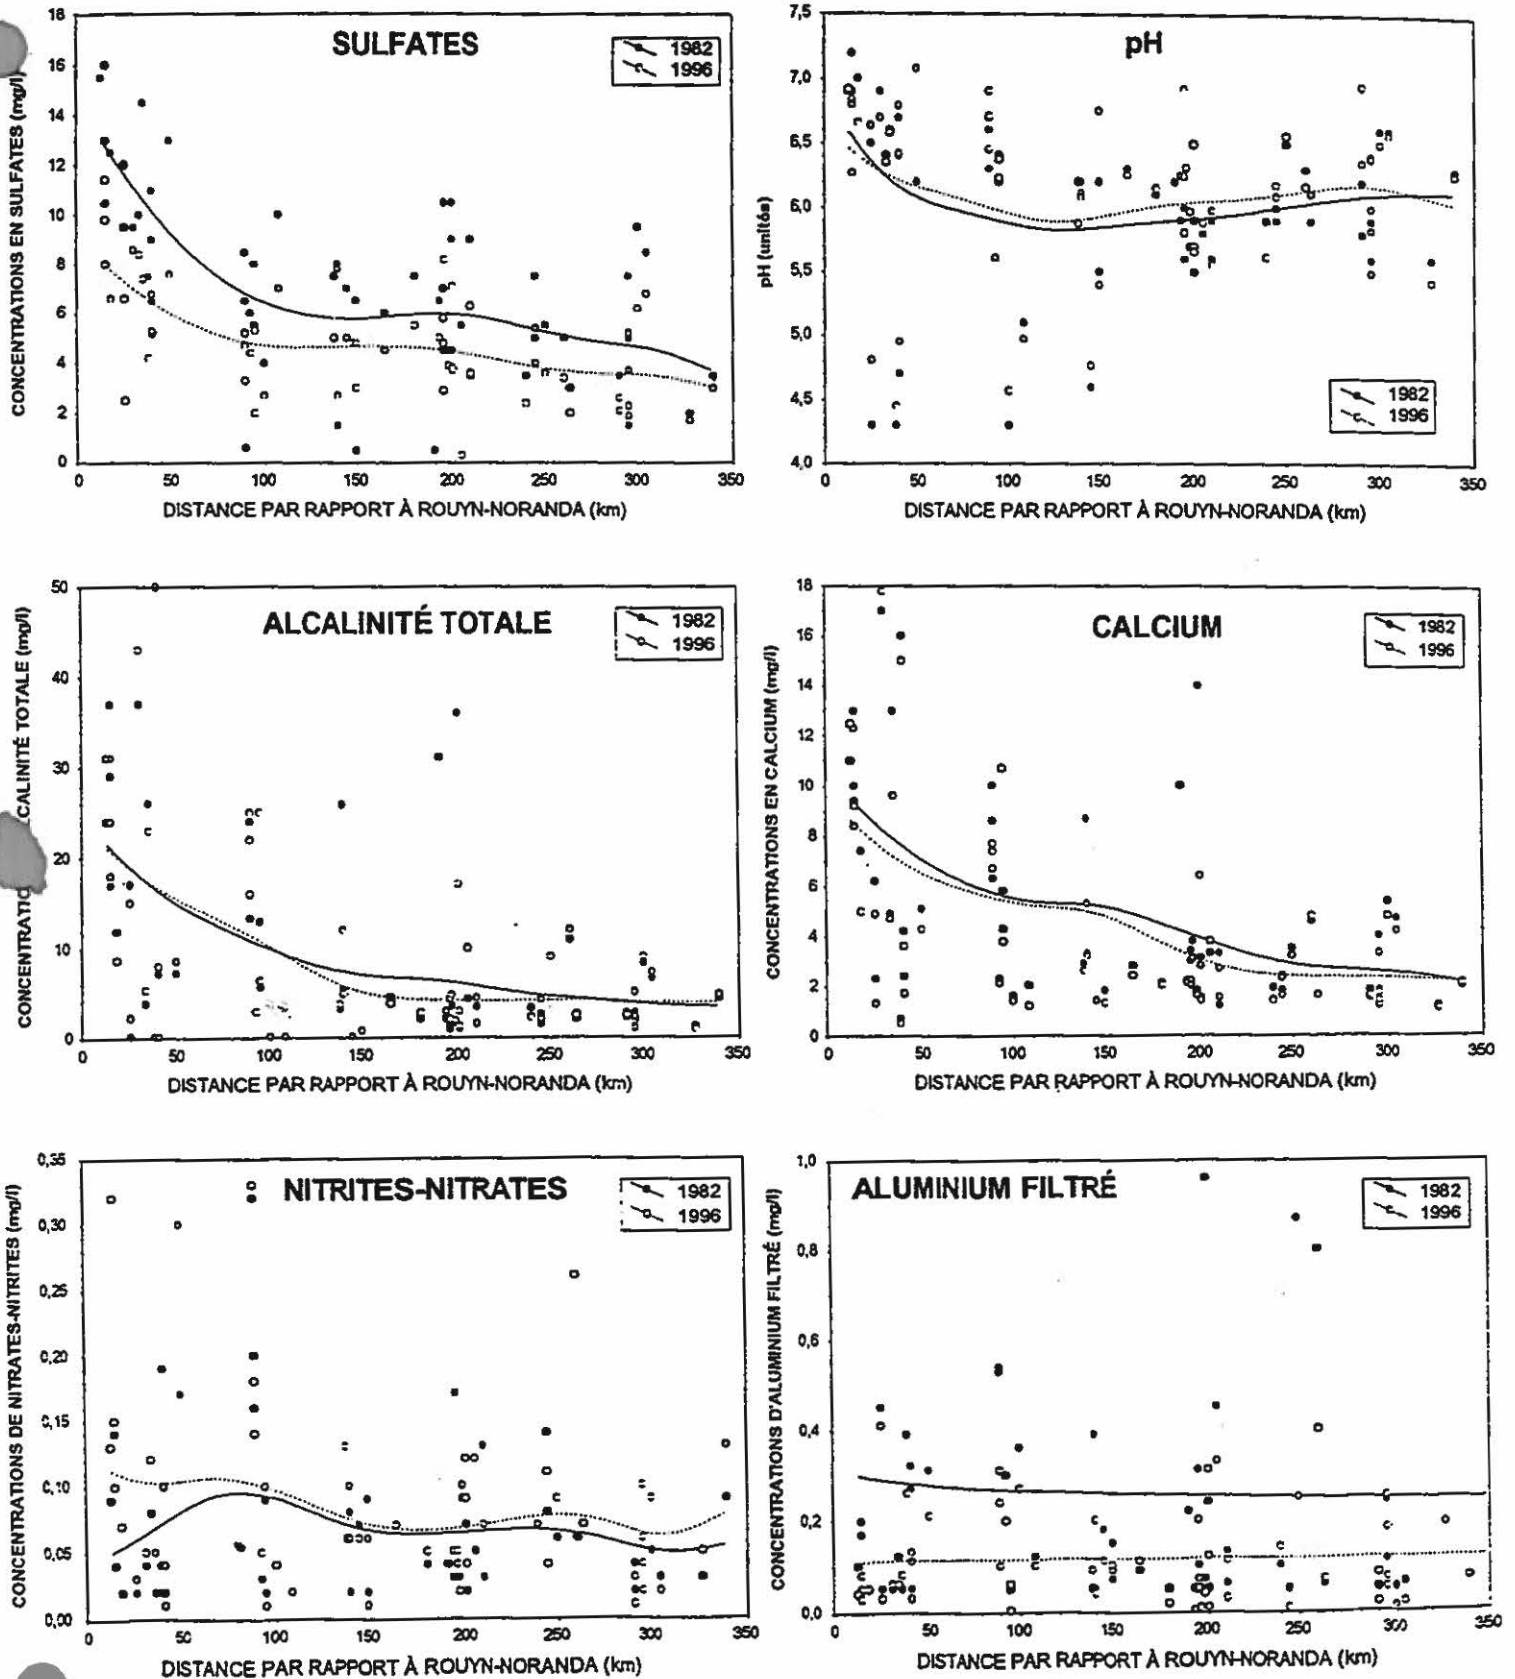 SULFATES
1982
1996
CONCENTRATIONS EN SULFATES (mg/l)
18
16
14
12
10
8
6
4
2
0
0 50 100 150 200 250 300 350
DISTANCE PAR RAPPORT À ROUYN-NORANDA (km)
pH
1982
1996
pH (unités)
7,5
7,0
6,5
6,0
5,5
5,0
4,5
4,0
0 50 100 150 200 250 300 350
DISTANCE PAR RAPPORT À ROUYN-NORANDA (km)
ALCALINITÉ TOTALE
1982
1996
CONCENTRATIO CALINITÉ TOTALE (mg/l)
50
40
30
20
10
0
0 50 100 150 200 250 300 350
DISTANCE PAR RAPPORT À ROUYN-NORANDA (km)
CALCIUM
1982
1996
CONCENTRATIONS EN CALCIUM (mg/l)
18
16
14
12
10
8
6
4
2
0
0 50 100 150 200 250 300 350
DISTANCE PAR RAPPORT À ROUYN-NORANDA (km)
NITRITES-NITRATES
1982
1996
CONCENTRATIONS DE NITRATES-NITRITES (mg/l)
0,35
0,30
0,25
0,20
0,15
0,10
0,05
0,00
0 50 100 150 200 250 300 350
DISTANCE PAR RAPPORT À ROUYN-NORANDA (km)
ALUMINIUM FILTRÉ
1982
1996
CONCENTRATIONS D'ALUMINIUM FILTRÉ (mg/l)
1,0
0,8
0,6
0,4
0,2
0,0
0 50 100 150 200 250 300 350
DISTANCE PAR RAPPORT À ROUYN-NORANDA (km)